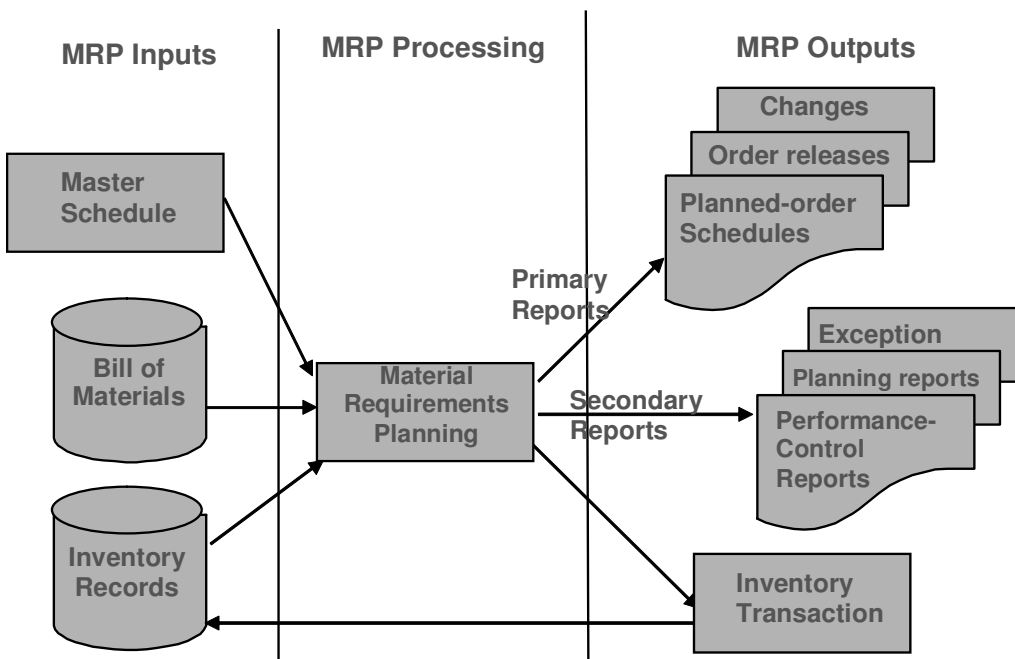 MRP Inputs
MRP Processing
MRP Outputs
Master
Schedule
Bill of
Materials
Inventory
Records
Material
Requirements
Planning
Primary
Reports
Secondary
Reports
Changes
Order releases
Planned-order
Schedules
Exception
Planning reports
Performance-
Control
Reports
Inventory
Transaction